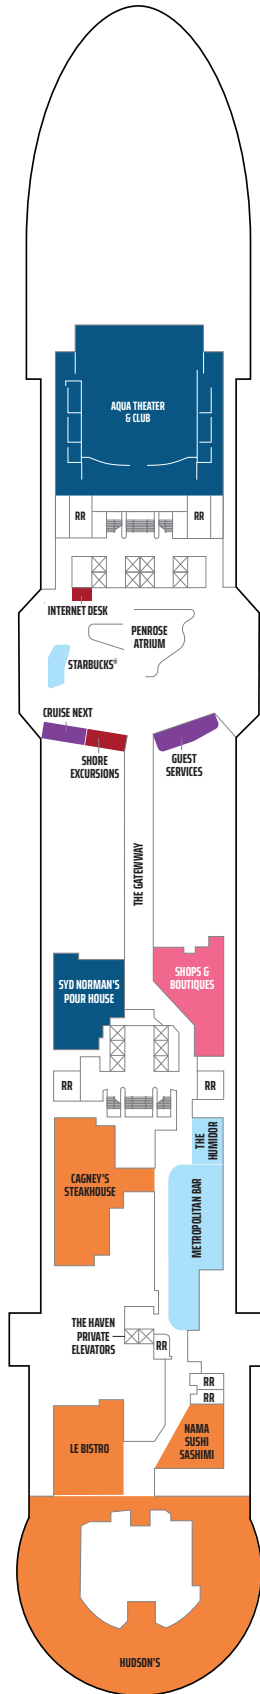 AQUA THEATER
& CLUB
RR
RR
INTERNET DESK
PENROSE
ATRIUM
STARBUCKS®
CRUISE NEXT
SHORE
EXCURSIONS
GUEST
SERVICES
THE GATEWWAY
SYD NORMAN'S
POUR HOUSE
SHOPS &
BOUTIQUES
RR
RR
THE
HUMIDOR
CAGNEY'S
STEAKHOUSE
METROPOLITAN BAR
THE HAVEN
PRIVATE
ELEVATORS
RR
RR
RR
LE BISTRO
NAMA
SUSHI
SASHIMI
HUDSON'S